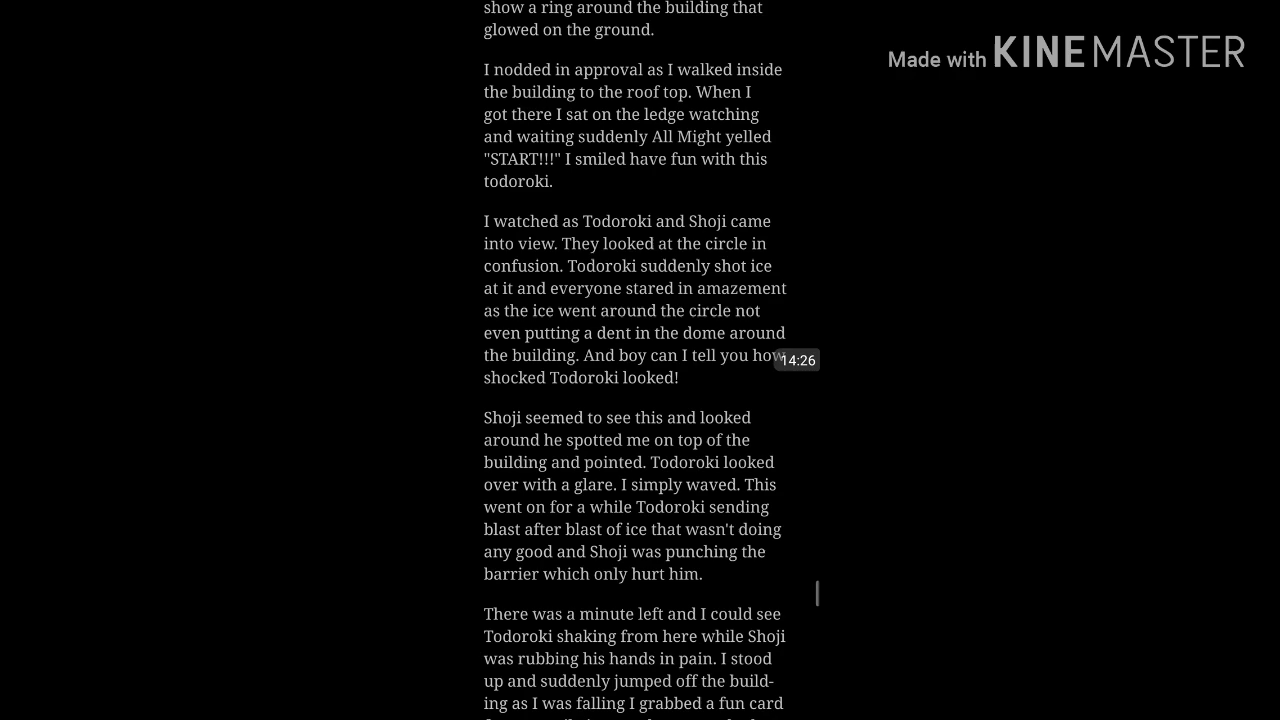 show a ring around the building that
glowed on the ground.
Made with KINEMASTER
I nodded in approval as I walked inside
the building to the roof top. When I
got there I sat on the ledge watching
and waiting suddenly All Might yelled
"START!!!" I smiled have fun with this
todoroki.
I watched as Todoroki and Shoji came
into view. They looked at the circle in
confusion. Todoroki suddenly shot ice
at it and everyone stared in amazement
as the ice went around the circle not
even putting a dent in the dome around
the building. And boy can I tell you how
14:26
shocked Todoroki looked!
Shoji seemed to see this and looked
around he spotted me on top of the
building and pointed. Todoroki looked
over with a glare. I simply waved. This
went on for a while Todoroki sending
blast after blast of ice that wasn't doing
any good and Shoji was punching the
barrier which only hurt him.
There was a minute left and I could see
Todoroki shaking from here while Shoji
was rubbing his hands in pain. I stood
up and suddenly jumped off the build-
ing as I was falling I grabbed a fun card